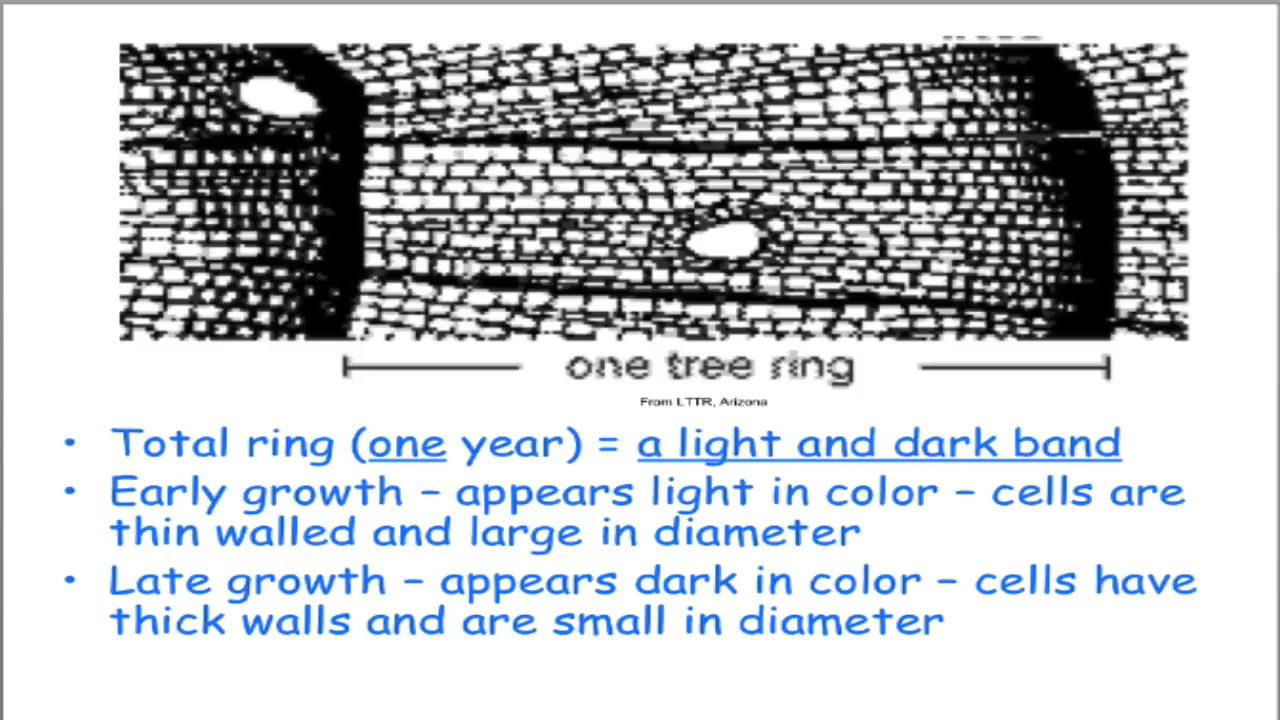 one tree ring
From LTTR, Arizona
• Total ring (one year) = a light and dark band
• Early growth – appears light in color – cells are
thin walled and large in diameter
• Late growth – appears dark in color – cells have
thick walls and are small in diameter